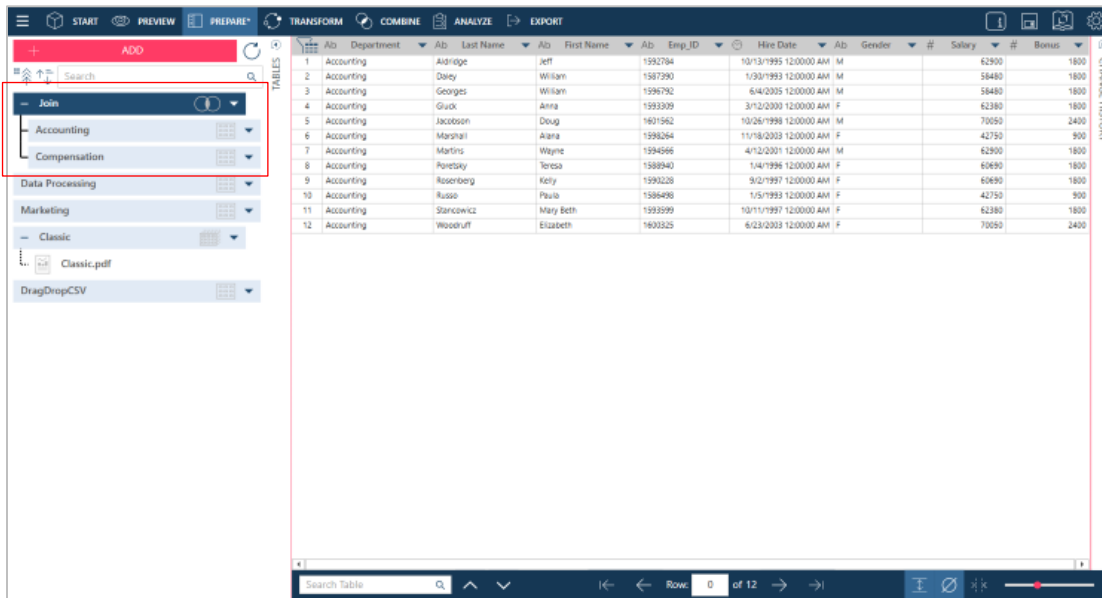 START PREVIEW PREPARE* TRANSFORM COMBINE ANALYZE EXPORT
+ ADD
TABLES
Search
Join
Accounting
Compensation
Data Processing
Marketing
Classic
Classic.pdf
DragDropCSV
Ab Department Ab Last Name Ab First Name Ab Emp_ID Hire Date Ab Gender # Salary # Bonus
1 Accounting Aldridge Jeff 1592784 10/13/1995 12:00:00 AM M 62900 1800
2 Accounting Daley William 1587390 1/30/1993 12:00:00 AM M 58480 1800
3 Accounting Georges William 1596792 6/4/2005 12:00:00 AM M 58480 1800
4 Accounting Gluck Anna 1593309 3/12/2000 12:00:00 AM F 62380 1800
5 Accounting Jacobson Doug 1601562 10/26/1998 12:00:00 AM M 70050 2400
6 Accounting Marshall Alana 1598264 11/18/2003 12:00:00 AM F 42750 900
7 Accounting Martins Wayne 1594566 4/12/2001 12:00:00 AM M 62900 1800
8 Accounting Poretsky Teresa 1588940 1/4/1996 12:00:00 AM F 60690 1800
9 Accounting Rosenberg Kelly 1590228 9/2/1997 12:00:00 AM F 60690 1800
10 Accounting Russo Paula 1586498 1/5/1993 12:00:00 AM F 42750 900
11 Accounting Stancowicz Mary Beth 1593599 10/11/1997 12:00:00 AM F 62380 1800
12 Accounting Woodruff Elizabeth 1600325 6/23/2003 12:00:00 AM F 70050 2400
Search Table Row: 0 of 12